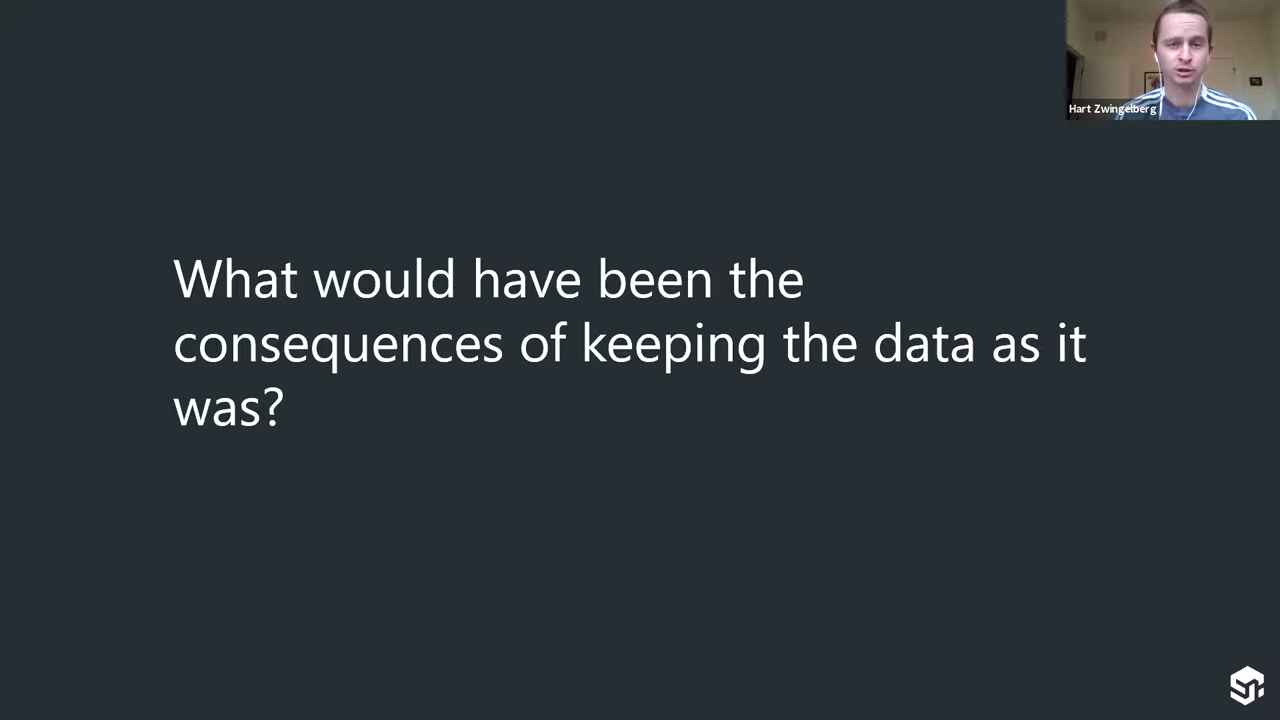 Hart Zwingelberg
What would have been the
consequences of keeping the data as it
was?